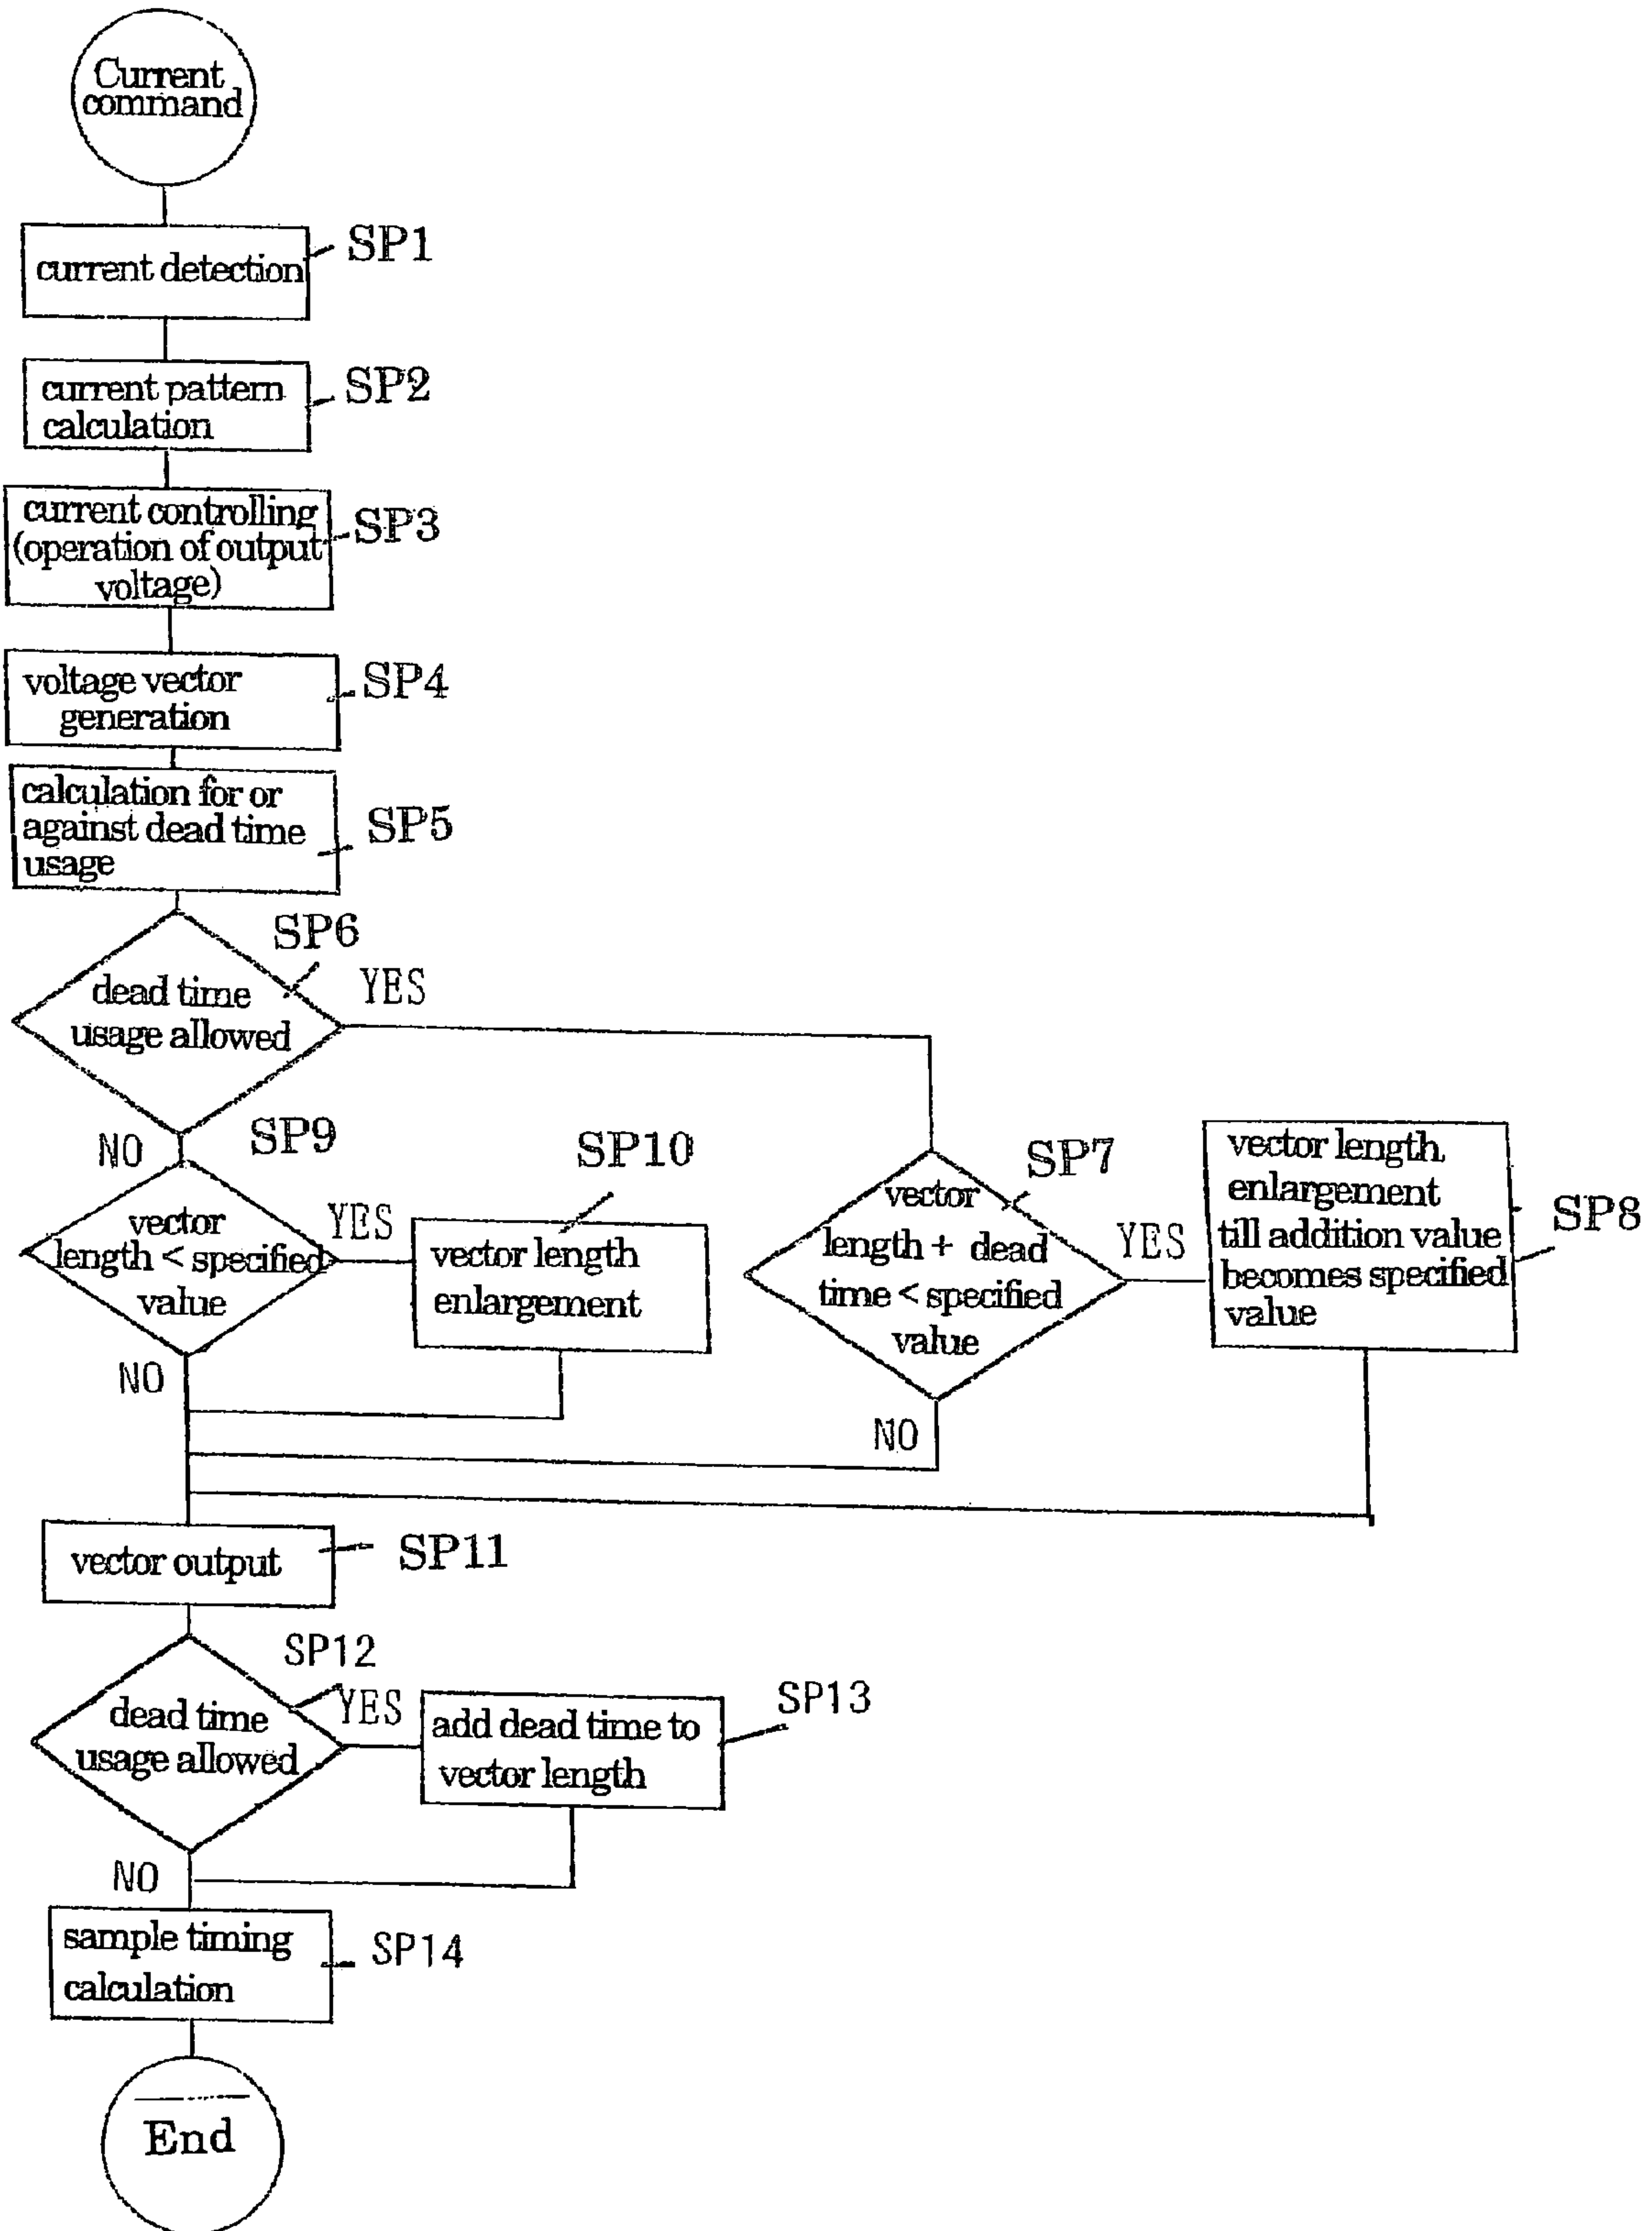 Current
command
SP1
current detection
SP2
current pattern
calculation
current controlling
(operation of output
voltage)
SP3
voltage vector
generation
SP4
calculation for or
against dead time
usage
SP5
SP6
dead time
usage allowed
YES
NO
SP9
vector
length < specified
value
YES
NO
SP10
vector length
enlargement
SP7
vector
length + dead
time < specified
value
YES
NO
vector length
enlargement
till addition value
becomes specified
value
SP8
vector output
SP11
SP12
dead time
usage allowed
YES
NO
SP13
add dead time to
vector length
sample timing
calculation
SP14
End